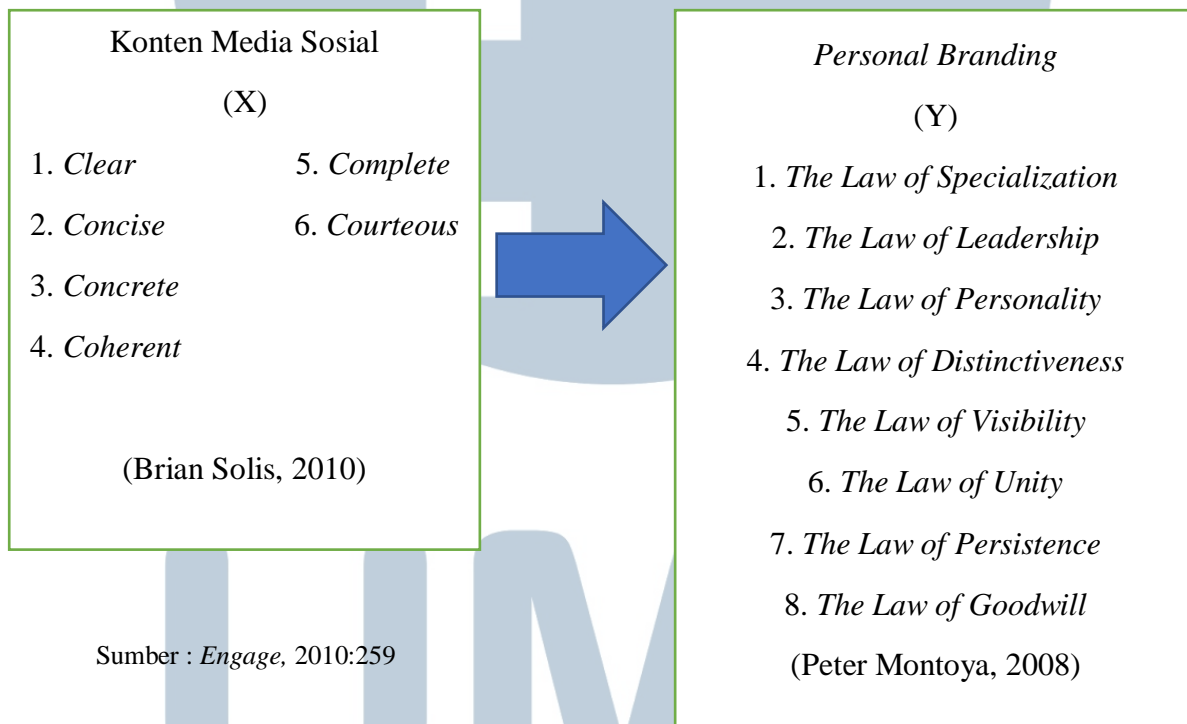 Konten Media Sosial
(X)
1. Clear
2. Concise
3. Concrete
4. Coherent
5. Complete
6. Courteous
(Brian Solis, 2010)
Sumber : Engage, 2010:259
Personal Branding
(Y)
1. The Law of Specialization
2. The Law of Leadership
3. The Law of Personality
4. The Law of Distinctiveness
5. The Law of Visibility
6. The Law of Unity
7. The Law of Persistence
8. The Law of Goodwill
(Peter Montoya, 2008)